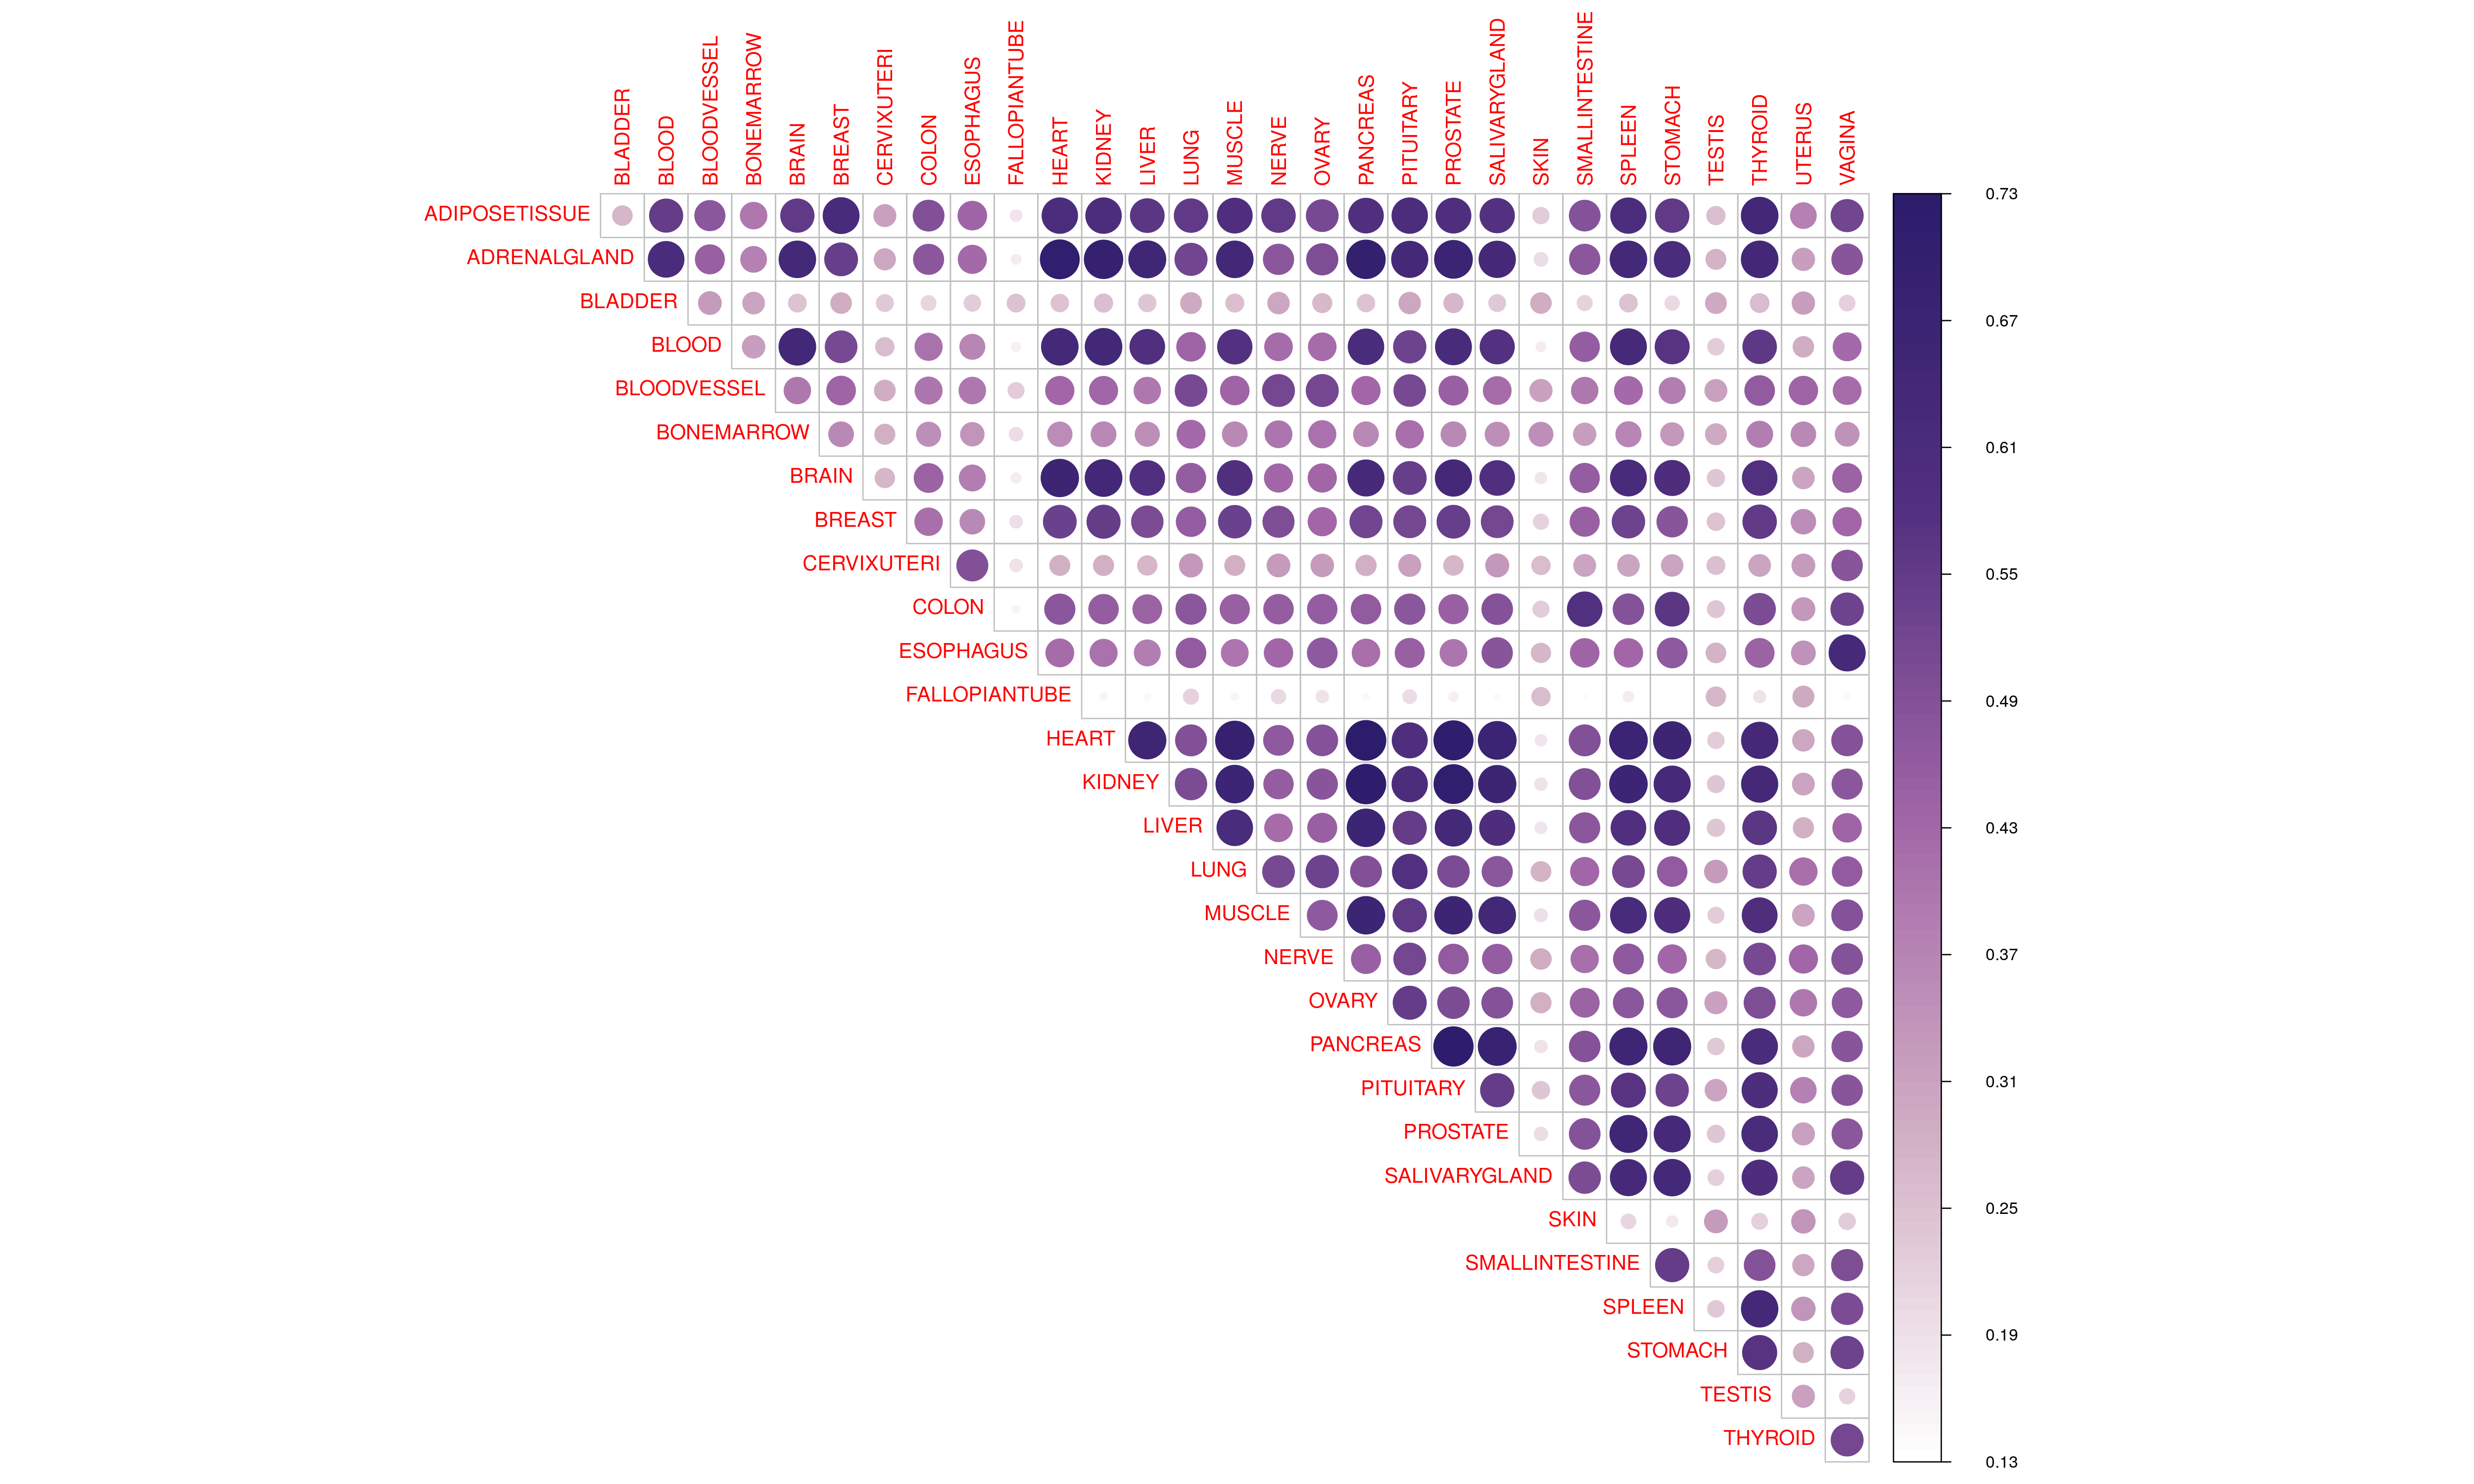 BLADDER
BLOOD
BLOODVESSEL
BONEMARROW
BRAIN
BREAST
CERVIXUTERI
COLON
ESOPHAGUS
FALLOPIANTUBE
HEART
KIDNEY
LIVER
LUNG
MUSCLE
NERVE
OVARY
PANCREAS
PITUITARY
PROSTATE
SALIVARYGLAND
SKIN
SMALLINTESTINE
SPLEEN
STOMACH
TESTIS
THYROID
UTERUS
VAGINA
ADIPOSETISSUE
ADRENALGLAND
BLADDER
BLOOD
BLOODVESSEL
BONEMARROW
BRAIN
BREAST
CERVIXUTERI
COLON
ESOPHAGUS
FALLOPIANTUBE
HEART
KIDNEY
LIVER
LUNG
MUSCLE
NERVE
OVARY
PANCREAS
PITUITARY
PROSTATE
SALIVARYGLAND
SKIN
SMALLINTESTINE
SPLEEN
STOMACH
TESTIS
THYROID
0.73
0.67
0.61
0.55
0.49
0.43
0.37
0.31
0.25
0.19
0.13